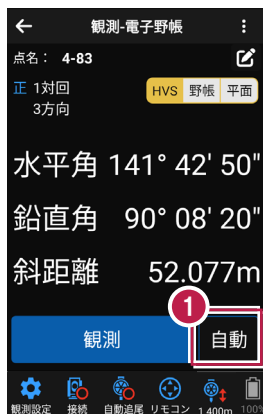 観測-電子野帳
点名： 4-83
正 1対回
3方向
HVS 野帳 平面
水平角 141° 42' 50"
鉛直角 90° 08' 20"
斜距離 52.077m
1
観測 自動
観測設定 接続 自動追尾 リモコン 1.400m 100%